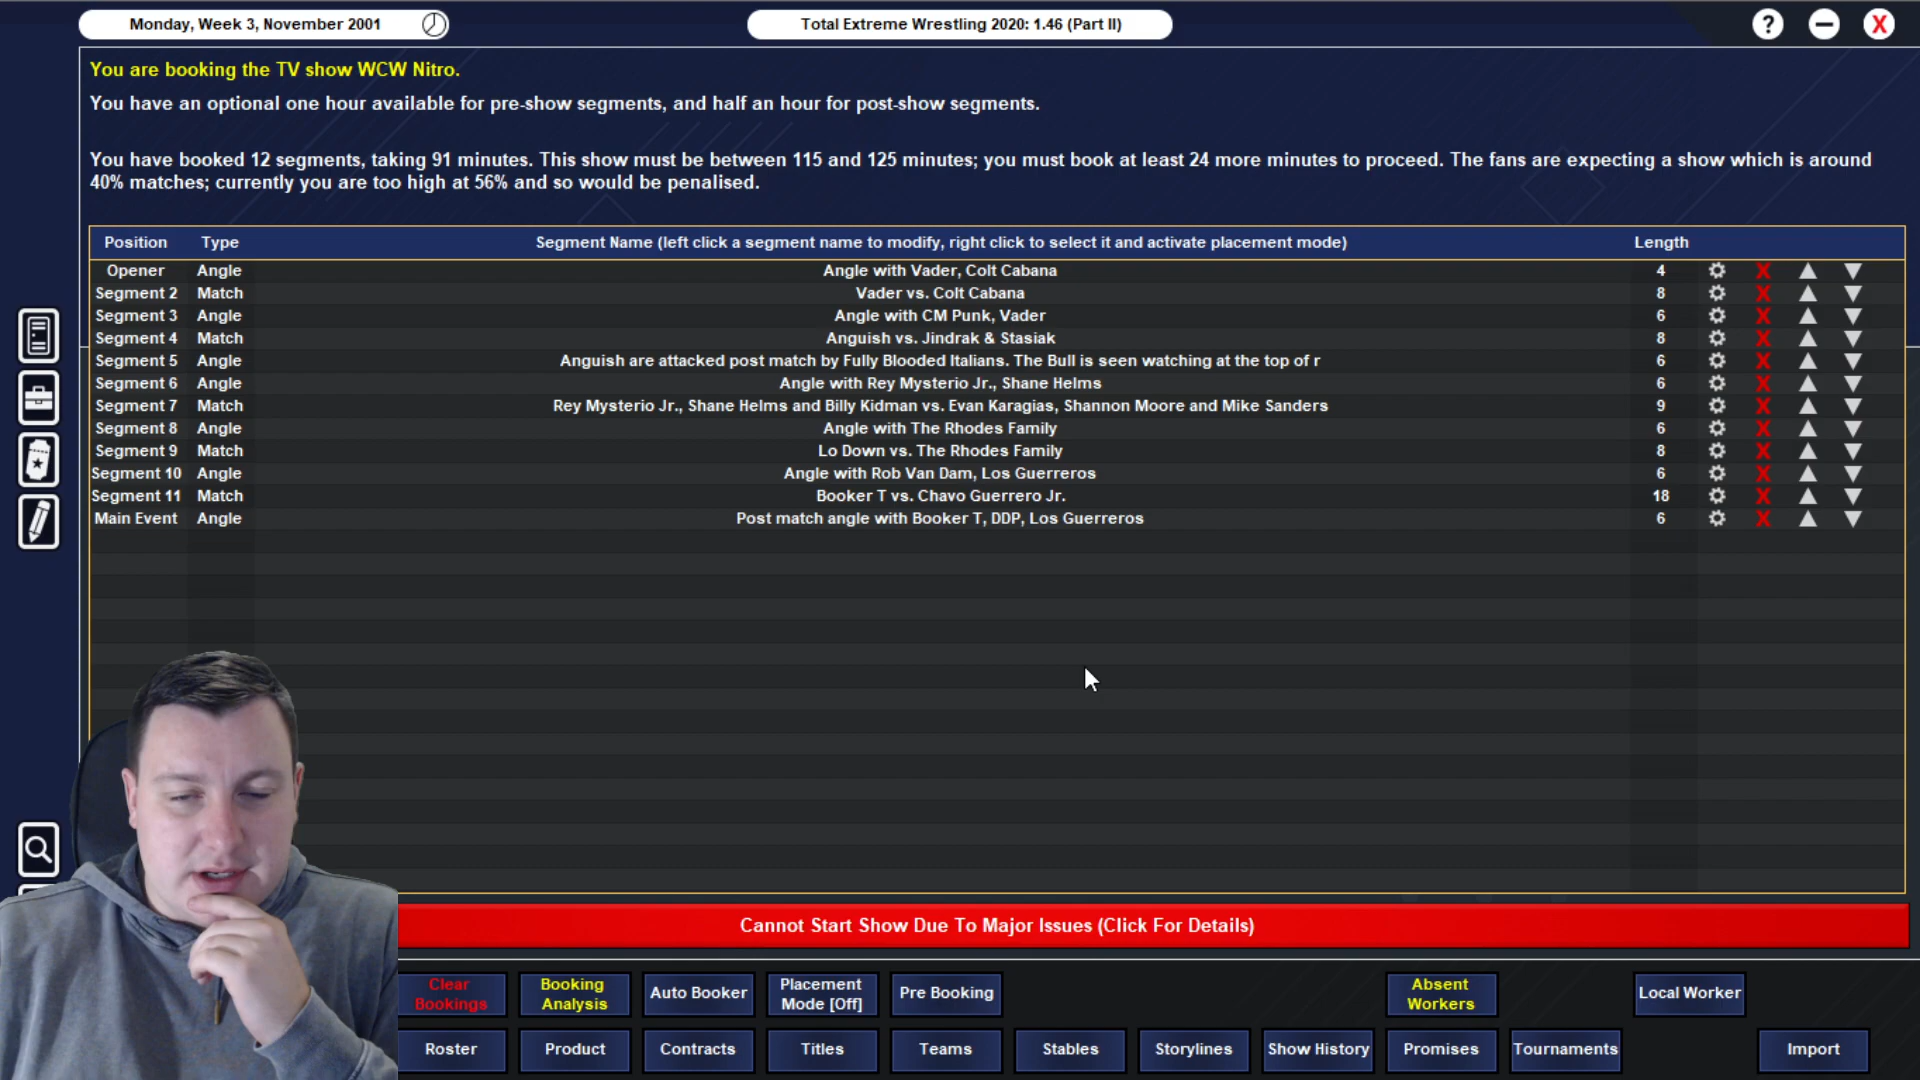 Monday, Week 3, November 2001
Total Extreme Wrestling 2020: 1.46 (Part II)
?
X
You are booking the TV show WCW Nitro.
You have an optional one hour available for pre-show segments, and half an hour for post-show segments.
You have booked 12 segments, taking 91 minutes. This show must be between 115 and 125 minutes; you must book at least 24 more minutes to proceed. The fans are expecting a show which is around
40% matches; currently you are too high at 56% and so would be penalised.
Position Type Segment Name (left click a segment name to modify, right click to select it and activate placement mode) Length
Opener Angle Angle with Vader, Colt Cabana 4 X
Segment 2 Match Vader vs. Colt Cabana 8 X
Segment 3 Angle Angle with CM Punk, Vader 6 X
Segment 4 Match Anguish vs. Jindrak & Stasiak 8 X
Segment 5 Angle Anguish are attacked post match by Fully Blooded Italians. The Bull is seen watching at the top of r 6 X
Segment 6 Angle Angle with Rey Mysterio Jr., Shane Helms 6 X
Segment 7 Match Rey Mysterio Jr., Shane Helms and Billy Kidman vs. Evan Karagias, Shannon Moore and Mike Sanders 9 X
Segment 8 Angle Angle with The Rhodes Family 6 X
Segment 9 Match Lo Down vs. The Rhodes Family 8 X
Segment 10 Angle Angle with Rob Van Dam, Los Guerreros 6 X
Segment 11 Match Booker T vs. Chavo Guerrero Jr. 18 X
Main Event Angle Post match angle with Booker T, DDP, Los Guerreros 6 X
Cannot Start Show Due To Major Issues (Click For Details)
Clear Bookings
Booking Analysis
Auto Booker
Placement Mode [Off]
Pre Booking
Absent Workers
Local Worker
Roster
Product
Contracts
Titles
Teams
Stables
Storylines
Show History
Promises
Tournaments
Import